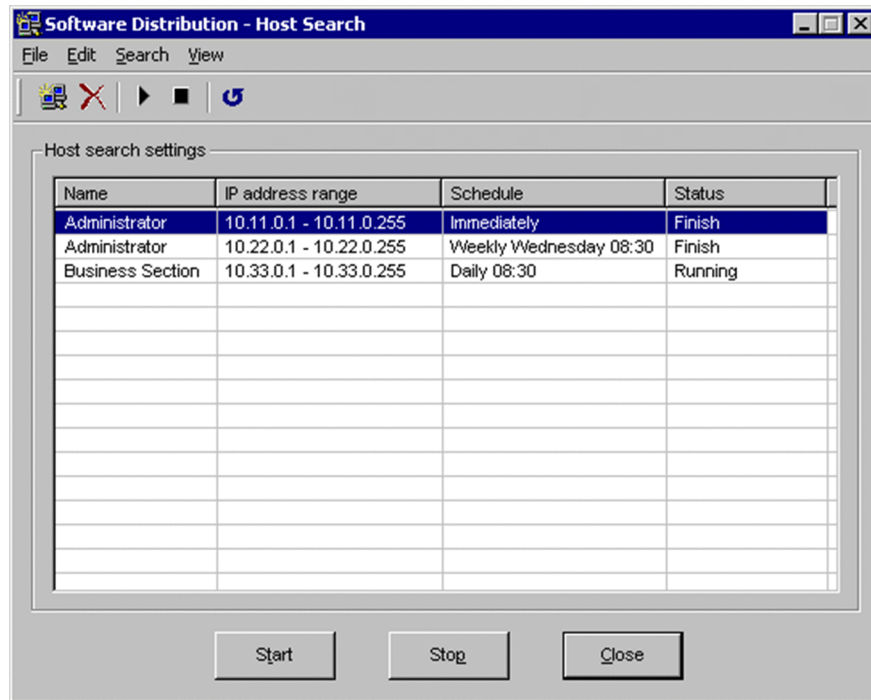 Software Distribution - Host Search
File Edit Search View
Host search settings
Name IP address range Schedule Status
Administrator 10.11.0.1 - 10.11.0.255 Immediately Finish
Administrator 10.22.0.1 - 10.22.0.255 Weekly Wednesday 08:30 Finish
Business Section 10.33.0.1 - 10.33.0.255 Daily 08:30 Running
Start Stop Close